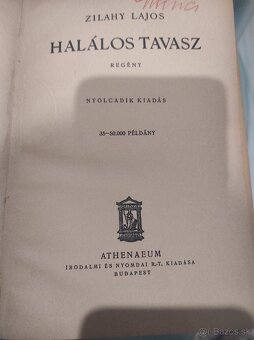 ZILAHY LAJOS
HALÁLOS TAVASZ
REGÉNY
NYOLCADIK KIADÁS
35—50.000 PÉLDÁNY
ATHENAEUM
IRODALMI ÉS NYOMDAI R.-T. KIADÁSA
BUDAPEST
bazos.sk